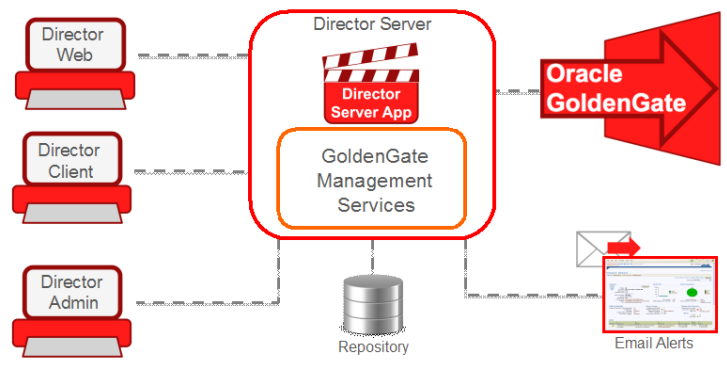 Director Server
Director
Web
Director
Server App
Oracle
GoldenGate
Director
Client
GoldenGate
Management
Services
Director
Admin
Repository
Email Alerts